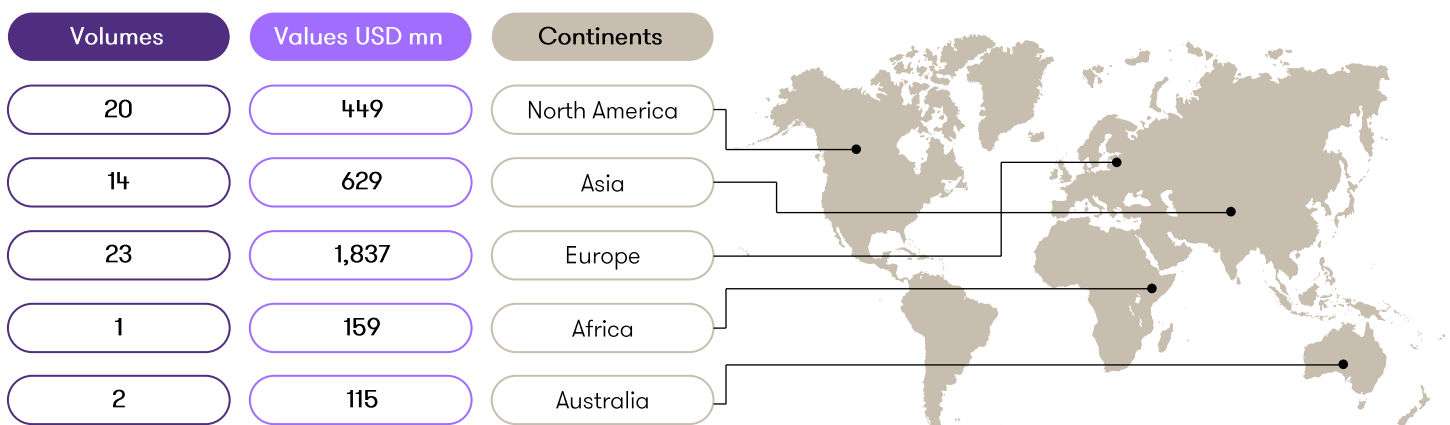 Volumes Values USD mn Continents
20 449 North America
14 629 Asia
23 1,837 Europe
1 159 Africa
2 115 Australia